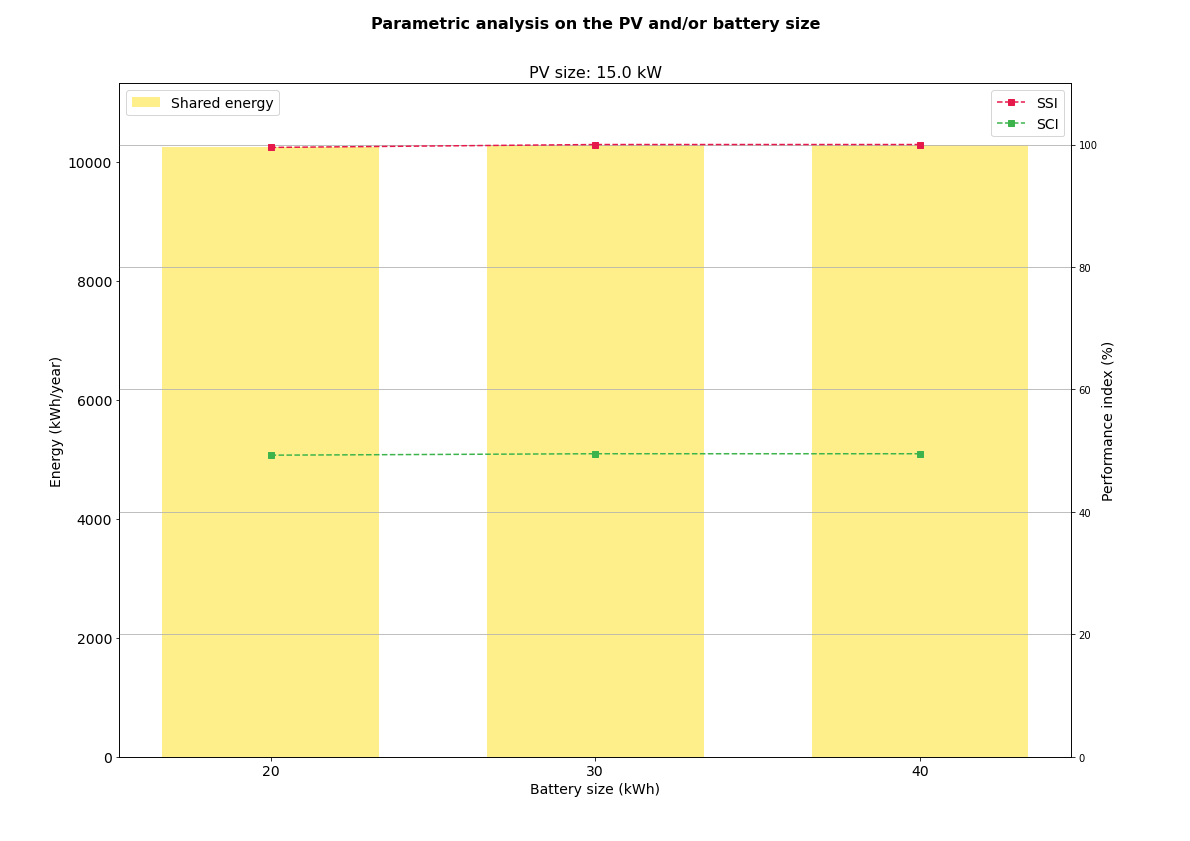 Parametric analysis on the PV and/or battery size
PV size: 15.0 kW
Shared energy
SSI
SCI
10000
8000
6000
4000
2000
0
Energy (kWh/year)
100
80
60
40
20
0
Performance index (%)
20 30 40
Battery size (kWh)